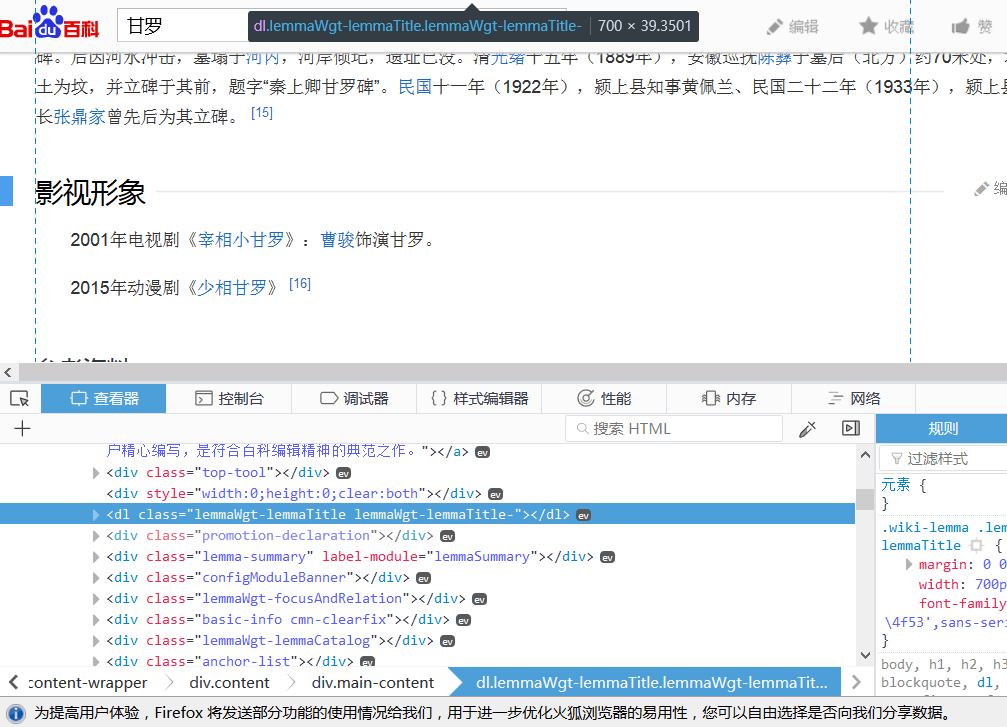 Bai du 百科
甘罗
dl.lemmaWgt-lemmaTitle.lemmaWgt-lemmaTitle- 700 × 39.3501
编辑 收藏 赞
碑。后因河水冲击，墓塌于河内，河岸倾圮，遗址已没。清光绪十五年（1889年），安徽巡抚陈彝于墓后（北方）约70米处，
土为坟，并立碑于其前，题字“秦上卿甘罗碑”。民国十一年（1922年），颍上县知事黄佩兰、民国二十二年（1933年），颍上县
长张鼎家曾先后为其立碑。 [15]
影视形象 编
2001年电视剧《宰相小甘罗》：曹骏饰演甘罗。
2015年动漫剧《少相甘罗》 [16]
查看器 控制台 调试器 {} 样式编辑器 性能 内存 网络
+ 搜索 HTML 规则
过滤样式
户精心编写，是符合百科编辑精神的典范之作。"></a> ev
<div class="top-tool"></div> ev
<div style="width:0;height:0;clear:both"></div> ev
<dl class="lemmaWgt-lemmaTitle lemmaWgt-lemmaTitle-"></dl> ev
<div class="promotion-declaration"></div> ev
<div class="lemma-summary" label-module="lemmaSummary"></div> ev
<div class="configModuleBanner"></div> ev
<div class="lemmaWgt-focusAndRelation"></div> ev
<div class="basic-info cmn-clearfix"></div> ev
<div class="lemmaWgt-lemmaCatalog"></div> ev
<div class="anchor-list"></div> ev
元素 {
}
.wiki-lemma .lem
lemmaTitle {
margin: 0 0
width: 700p
font-family
\4f53',sans-seri
}
body, h1, h2, h3
blockquote, dl,
content-wrapper div.content div.main-content dl.lemmaWgt-lemmaTitle.lemmaWgt-lemmaTit...
为提高用户体验，Firefox 将发送部分功能的使用情况给我们，用于进一步优化火狐浏览器的易用性，您可以自由选择是否向我们分享数据。